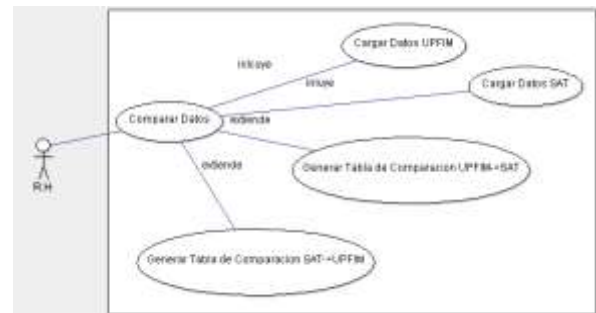 Cargar Datos UPFIM
incluye
inluye
Cargar Datos SAT
Comparar Datos
extiende
R.H
extiende
Generar Tabla de Comparacion UPFIM->SAT
Generar Tabla de Comparacion SAT->UPFIM